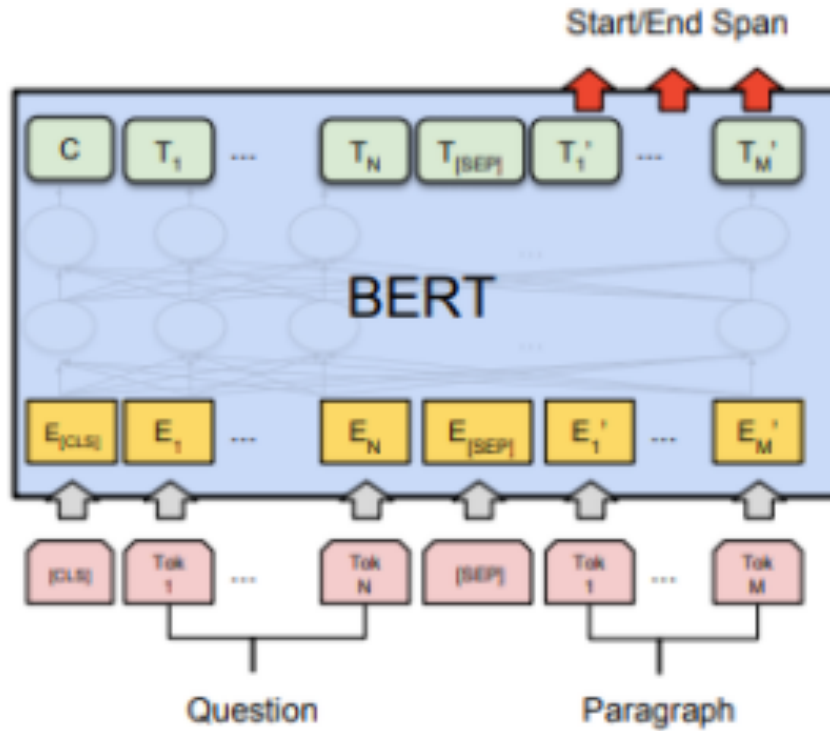 Start/End Span
C T1 ... TN T[SEP] T1' ... TM'
...
BERT
...
E[CLS] E1 ... EN E[SEP] E1' ... EM'
[CLS] Tok 1 ... Tok N [SEP] Tok 1 ... Tok M
Question Paragraph